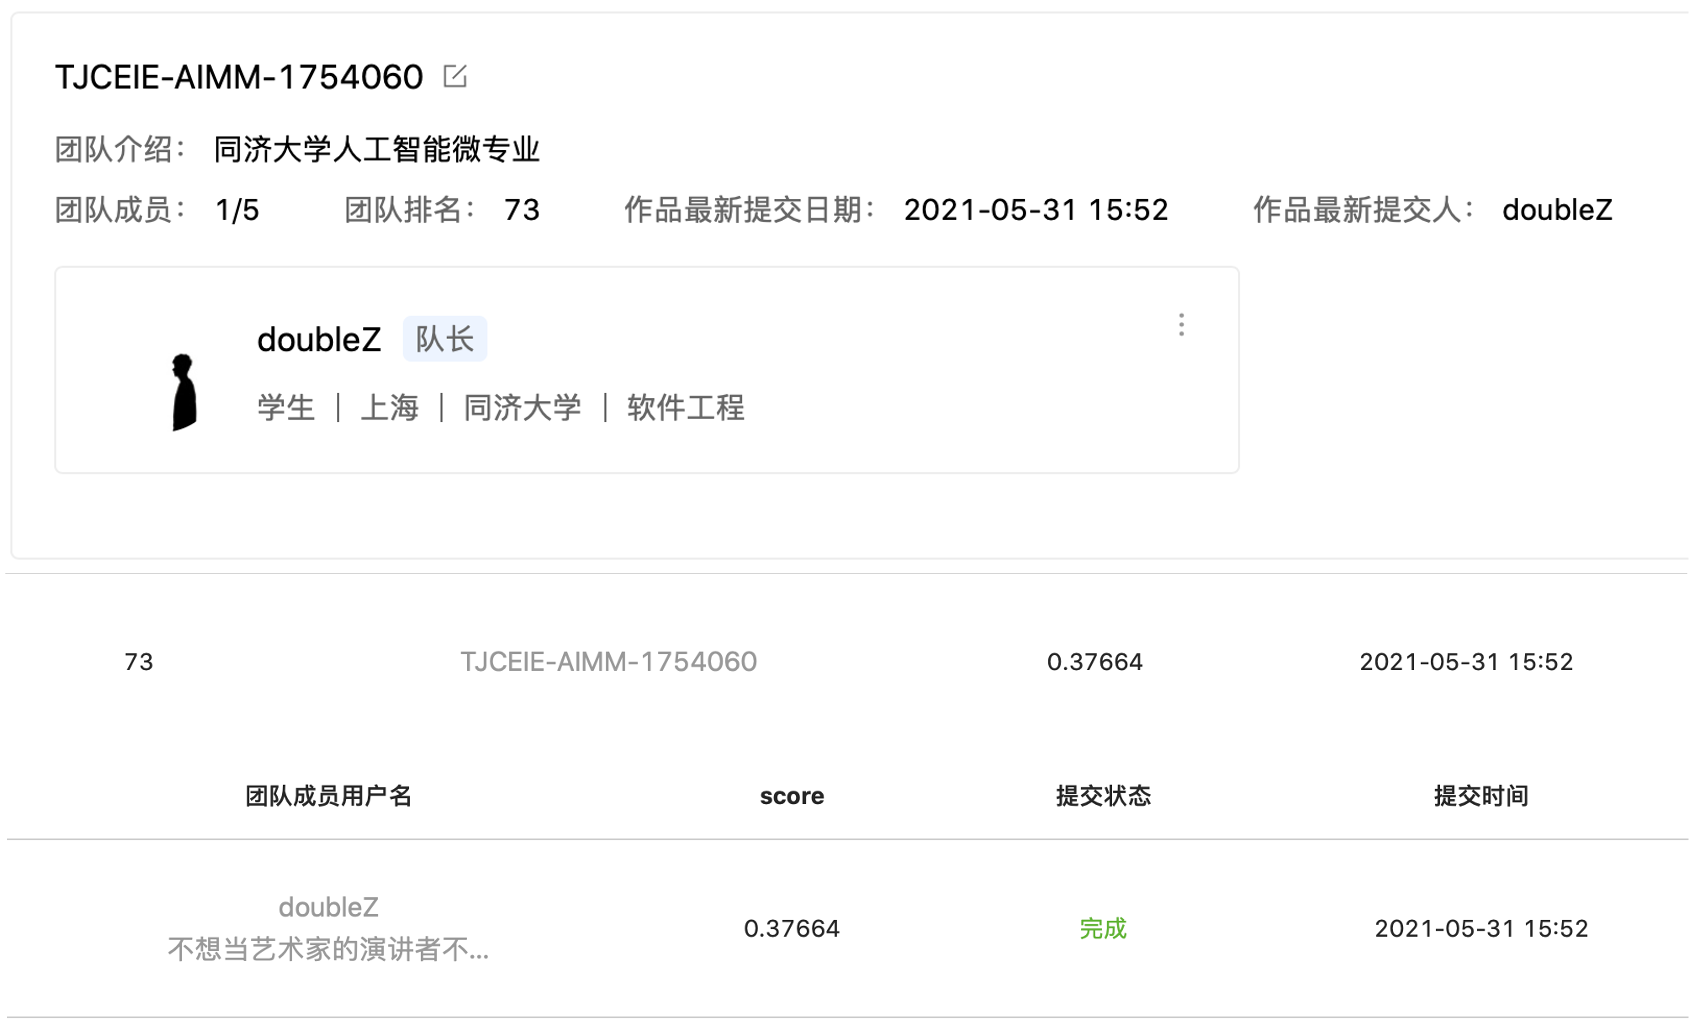 TJCEIE-AIMM-1754060
团队介绍： 同济大学人工智能微专业
团队成员： 1/5 团队排名： 73 作品最新提交日期： 2021-05-31 15:52 作品最新提交人： doubleZ
doubleZ 队长
学生 | 上海 | 同济大学 | 软件工程
73 TJCEIE-AIMM-1754060 0.37664 2021-05-31 15:52
团队成员用户名 score 提交状态 提交时间
doubleZ
不想当艺术家的演讲者不... 0.37664 完成 2021-05-31 15:52